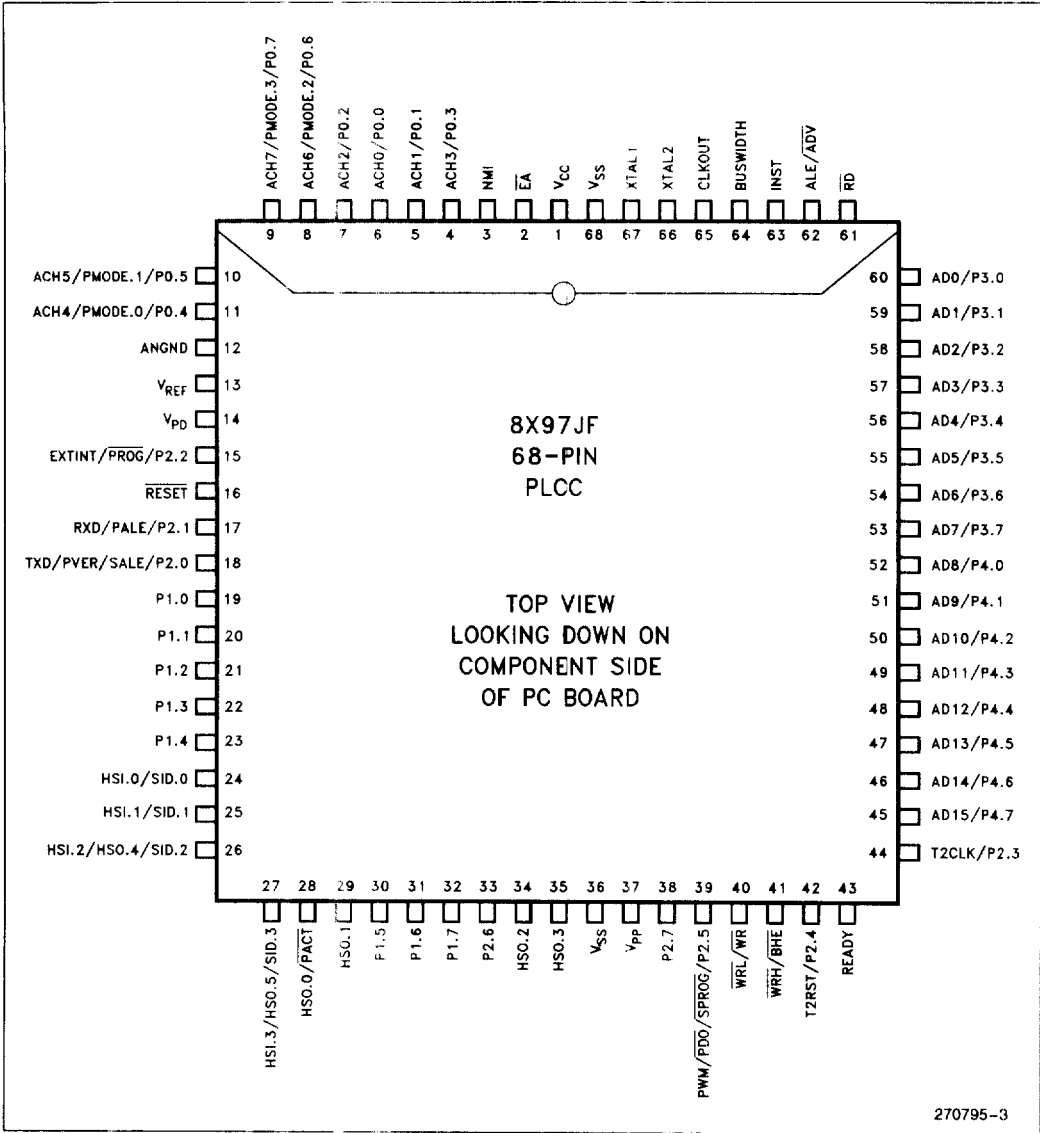 ACH7/PMODE.3/P0.7
ACH6/PMODE.2/P0.6
ACH2/P0.2
ACH0/P0.0
ACH1/P0.1
ACH3/P0.3
NMI
EA
VCC
VSS
XTAL1
XTAL2
CLKOUT
BUSWIDTH
INST
ALE/ADV
RD
9 8 7 6 5 4 3 2 1 68 67 66 65 64 63 62 61
ACH5/PMODE.1/P0.5 10
ACH4/PMODE.0/P0.4 11
ANGND 12
VREF 13
VPD 14
EXTINT/PROG/P2.2 15
RESET 16
RXD/PALE/P2.1 17
TXD/PVER/SALE/P2.0 18
P1.0 19
P1.1 20
P1.2 21
P1.3 22
P1.4 23
HSI.0/SID.0 24
HSI.1/SID.1 25
HSI.2/HSO.4/SID.2 26
8X97JF
68-PIN
PLCC
TOP VIEW
LOOKING DOWN ON
COMPONENT SIDE
OF PC BOARD
60 AD0/P3.0
59 AD1/P3.1
58 AD2/P3.2
57 AD3/P3.3
56 AD4/P3.4
55 AD5/P3.5
54 AD6/P3.6
53 AD7/P3.7
52 AD8/P4.0
51 AD9/P4.1
50 AD10/P4.2
49 AD11/P4.3
48 AD12/P4.4
47 AD13/P4.5
46 AD14/P4.6
45 AD15/P4.7
44 T2CLK/P2.3
27 28 29 30 31 32 33 34 35 36 37 38 39 40 41 42 43
HSI.3/HSO.5/SID.3
HSO.0/PACT
HSO.1
P1.5
P1.6
P1.7
P2.6
HSO.2
HSO.3
VSS
VPP
P2.7
PWM/PDO/SPROG/P2.5
WRL/WR
WRH/BHE
T2RST/P2.4
READY
270795-3